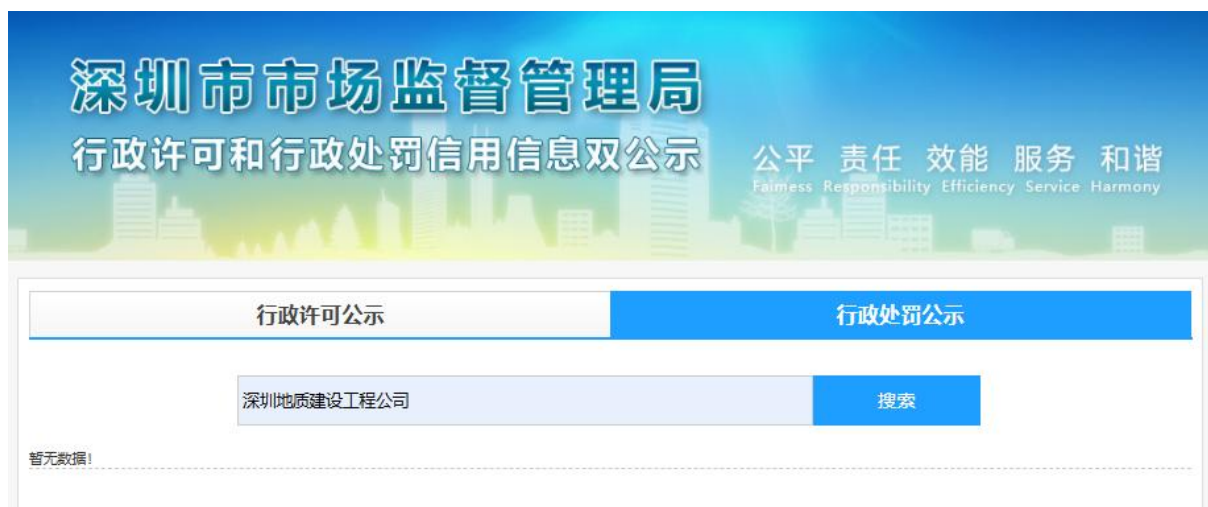 深圳市市场监督管理局
行政许可和行政处罚信用信息双公示
公平 责任 效能 服务 和谐
Fairness Responsibility Efficiency Service Harmony
行政许可公示 行政处罚公示
深圳地质建设工程公司 搜索
暂无数据!